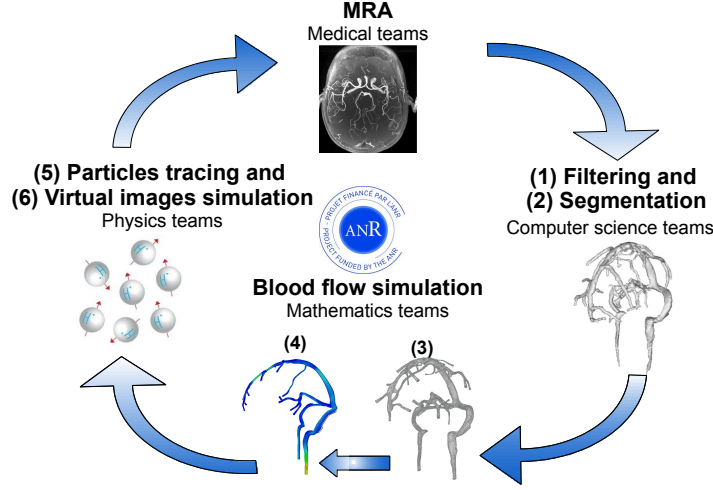 MRA
Medical teams
(1) Filtering and
(2) Segmentation
Computer science teams
(5) Particles tracing and
(6) Virtual images simulation
Physics teams
- PROJET FINANCÉ PAR L'ANR -
PROJECT FUNDED BY THE ANR
ANR
Blood flow simulation
Mathematics teams
(4)
(3)